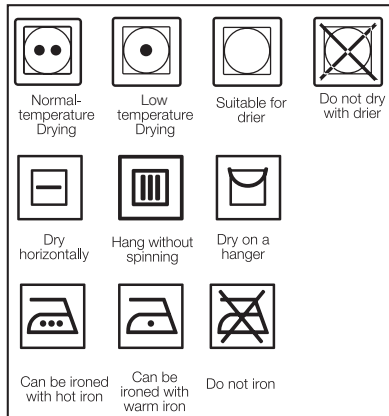 Normal-
temperature
Drying
Low
temperature
Drying
Suitable for
drier
Do not dry
with drier
Dry
horizontally
Hang without
spinning
Dry on a
hanger
Can be ironed
with hot iron
Can be
ironed with
warm iron
Do not iron